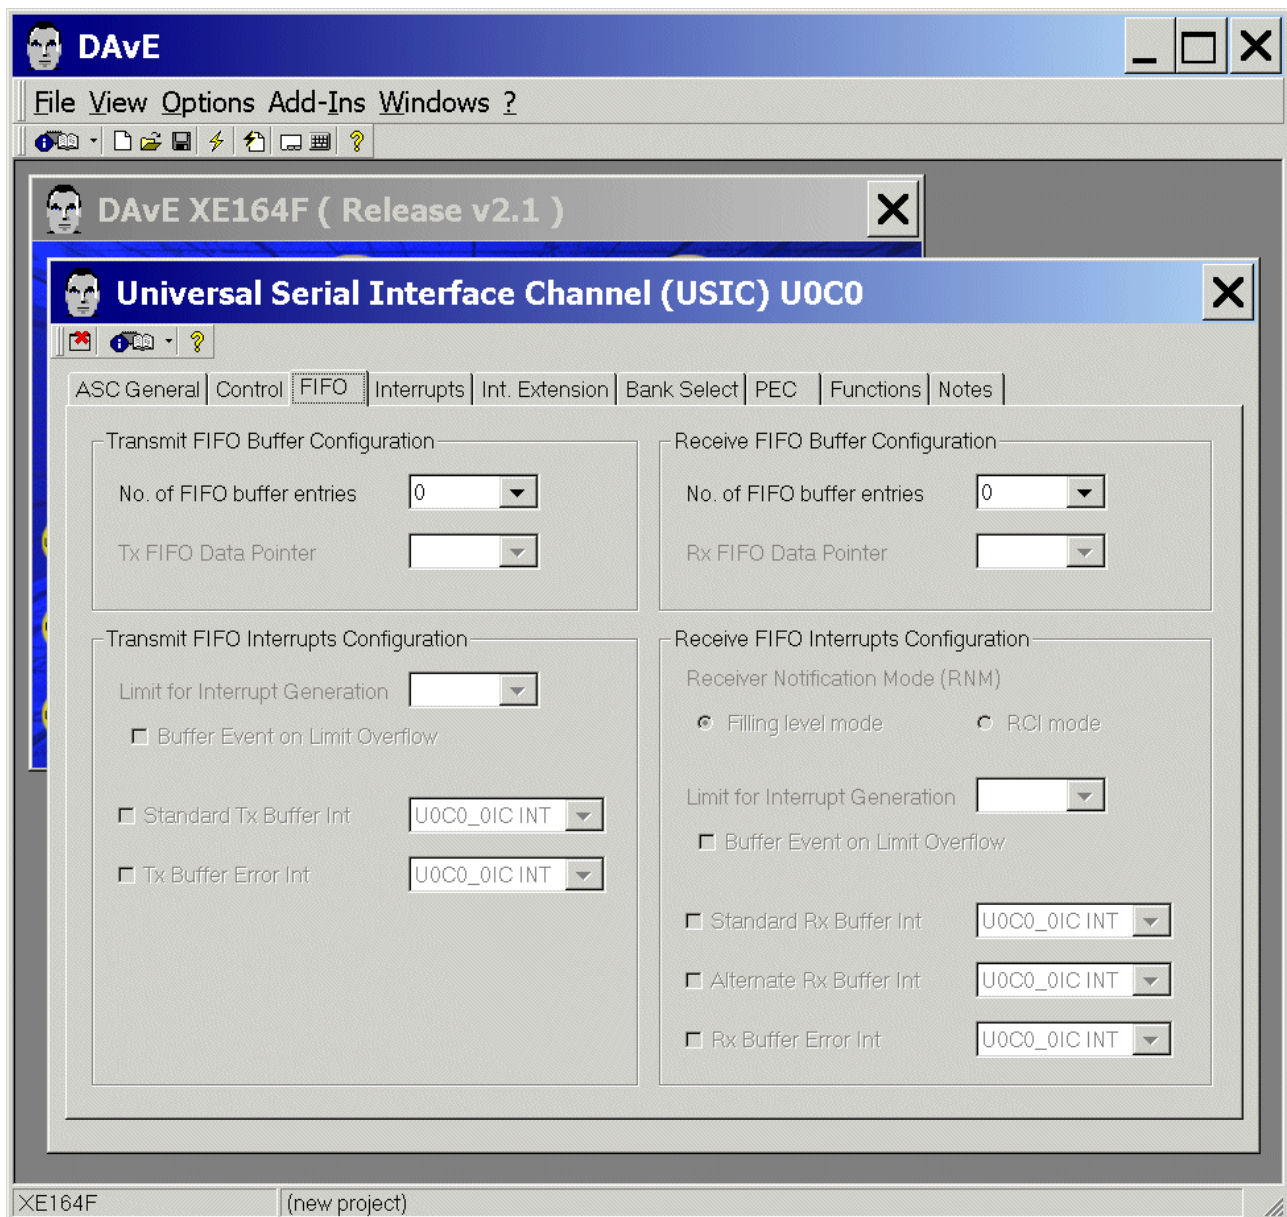 DAvE
File View Options Add-Ins Windows ?
DAvE XE164F ( Release v2.1 )
Universal Serial Interface Channel (USIC) U0C0
ASC General Control FIFO Interrupts Int. Extension Bank Select PEC Functions Notes
Transmit FIFO Buffer Configuration
No. of FIFO buffer entries 0
Tx FIFO Data Pointer
Receive FIFO Buffer Configuration
No. of FIFO buffer entries 0
Rx FIFO Data Pointer
Transmit FIFO Interrupts Configuration
Limit for Interrupt Generation
Buffer Event on Limit Overflow
Standard Tx Buffer Int U0C0_0IC INT
Tx Buffer Error Int U0C0_0IC INT
Receive FIFO Interrupts Configuration
Receiver Notification Mode (RNM)
Filling level mode RCI mode
Limit for Interrupt Generation
Buffer Event on Limit Overflow
Standard Rx Buffer Int U0C0_0IC INT
Alternate Rx Buffer Int U0C0_0IC INT
Rx Buffer Error Int U0C0_0IC INT
XE164F (new project)